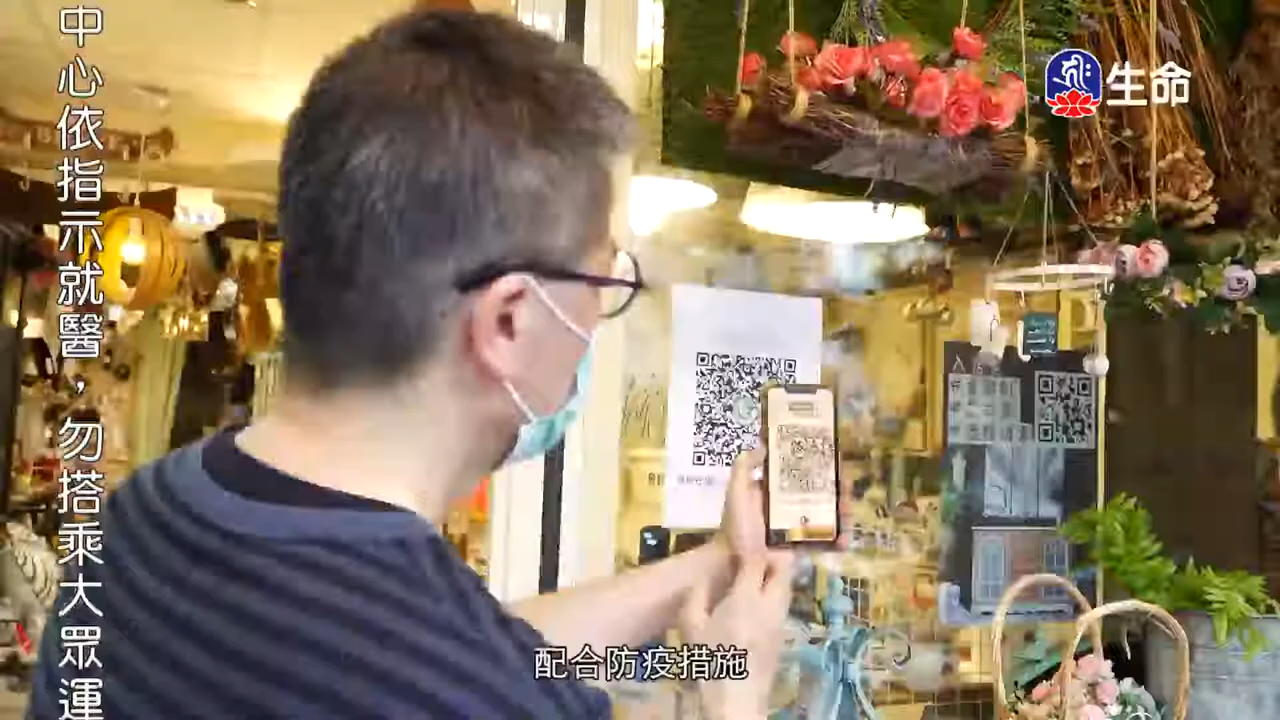 中心依指示就醫，勿搭乘大眾運
生命
配合防疫措施